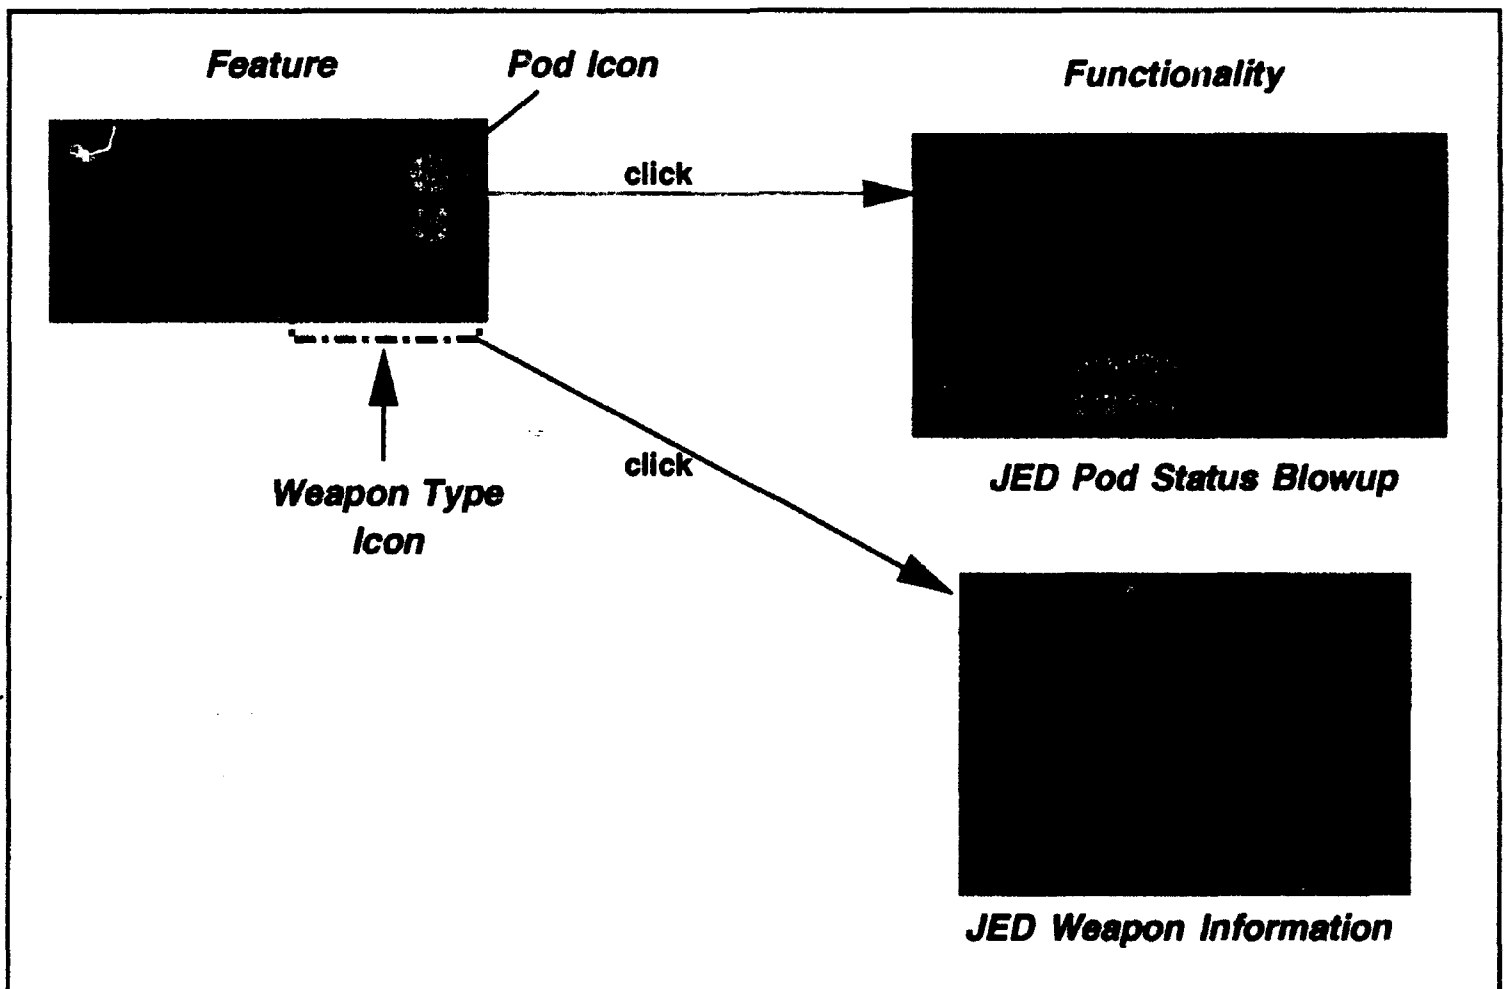 Feature
Pod Icon
Functionality
click
click
Weapon Type
Icon
JED Pod Status Blowup
JED Weapon Information